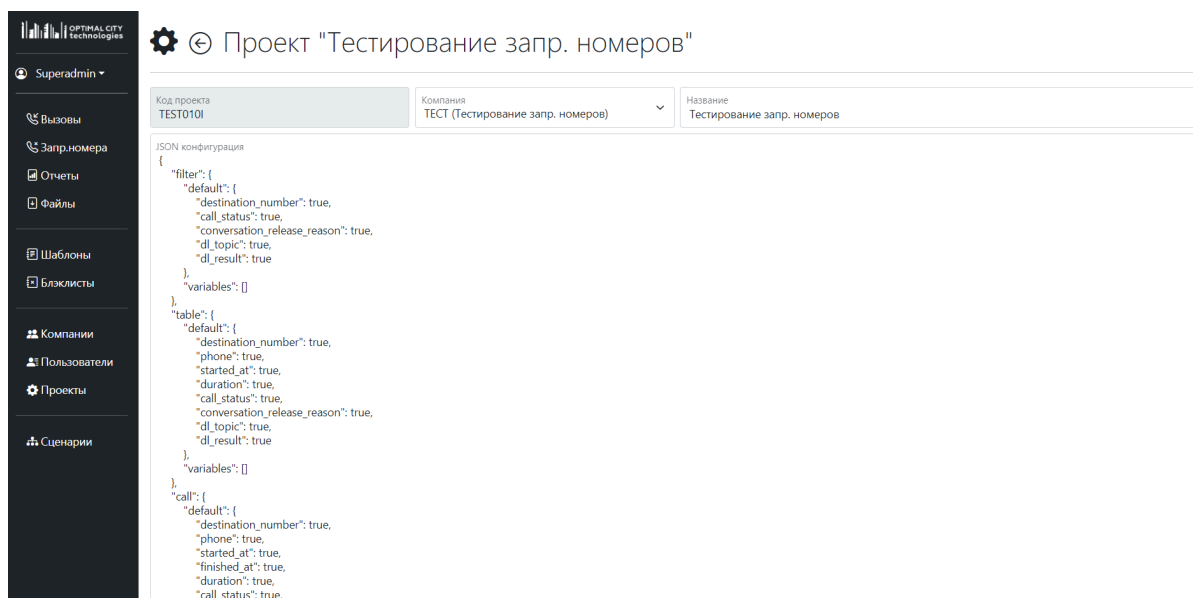 OPTIMAL CITY
technologies
Superadmin
Вызовы
Запр.номера
Отчеты
Файлы
Шаблоны
Блэклисты
Компании
Пользователи
Проекты
Сценарии
Проект "Тестирование запр. номеров"
Код проекта
TEST010I
Компания
ТЕСТ (Тестирование запр. номеров)
Название
Тестирование запр. номеров
JSON конфигурация
{
"filter": {
"default": {
"destination_number": true,
"call_status": true,
"conversation_release_reason": true,
"dl_topic": true,
"dl_result": true
},
"variables": []
},
"table": {
"default": {
"destination_number": true,
"phone": true,
"started_at": true,
"duration": true,
"call_status": true,
"conversation_release_reason": true,
"dl_topic": true,
"dl_result": true
},
"variables": []
},
"call": {
"default": {
"destination_number": true,
"phone": true,
"started_at": true,
"finished_at": true,
"duration": true,
"call_status": true,